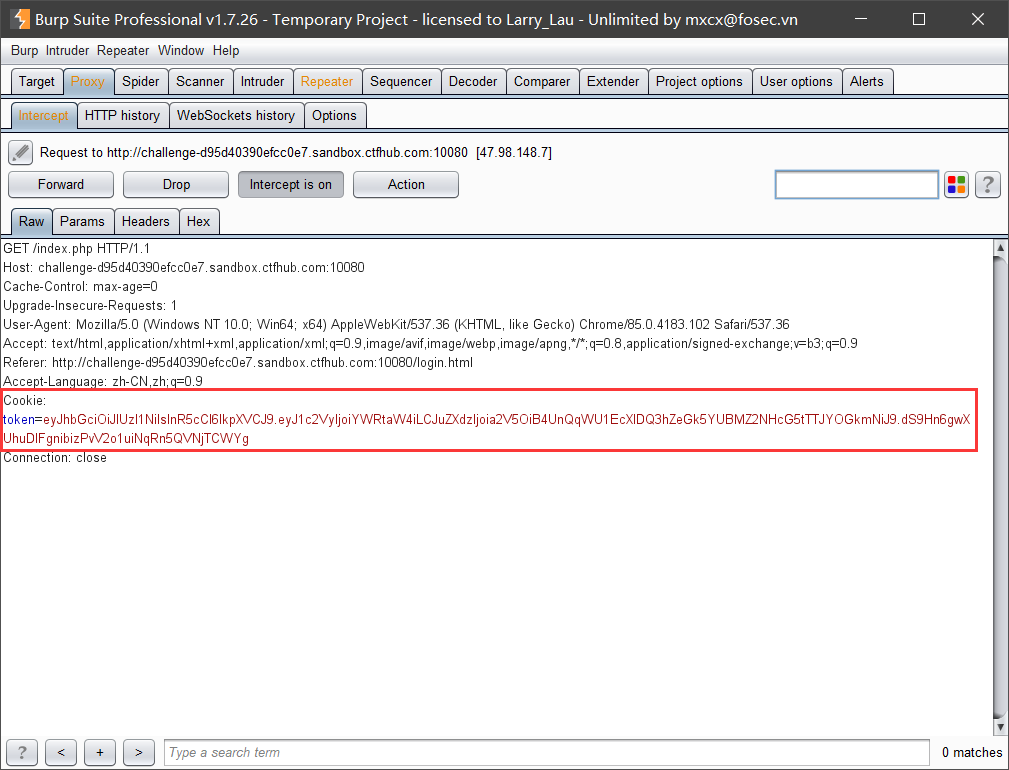 Burp Suite Professional v1.7.26 - Temporary Project - licensed to Larry_Lau - Unlimited by mxcx@fosec.vn
Burp Intruder Repeater Window Help
Target Proxy Spider Scanner Intruder Repeater Sequencer Decoder Comparer Extender Project options User options Alerts
Intercept HTTP history WebSockets history Options
Request to http://challenge-d95d40390efcc0e7.sandbox.ctfhub.com:10080 [47.98.148.7]
Forward Drop Intercept is on Action ?
Raw Params Headers Hex
GET /index.php HTTP/1.1
Host: challenge-d95d40390efcc0e7.sandbox.ctfhub.com:10080
Cache-Control: max-age=0
Upgrade-Insecure-Requests: 1
User-Agent: Mozilla/5.0 (Windows NT 10.0; Win64; x64) AppleWebKit/537.36 (KHTML, like Gecko) Chrome/85.0.4183.102 Safari/537.36
Accept: text/html,application/xhtml+xml,application/xml;q=0.9,image/avif,image/webp,image/apng,*/*;q=0.8,application/signed-exchange;v=b3;q=0.9
Referer: http://challenge-d95d40390efcc0e7.sandbox.ctfhub.com:10080/login.html
Accept-Language: zh-CN,zh;q=0.9
Cookie:
token=eyJhbGciOiJIUzI1NiIsInR5cCI6IkpXVCJ9.eyJ1c2VyIjoiYWRtaW4iLCJuZXdzIjoia2V5OiB4UnQqWU1EcXlDQ3hZeGk5YUBMZ2NHcG5tTTJYOGkmNiJ9.dS9Hn6gwX
UhuDIFgnibizPvV2o1uiNqRn5QVNjTCWYg
Connection: close
? < + > Type a search term 0 matches